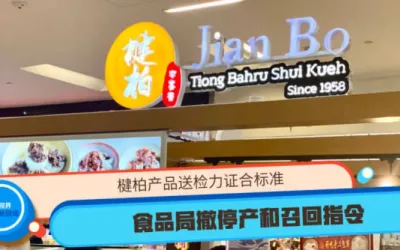 楗柏
Jian Bo
Tiong Bahru Shui Kueh
Since 1958
楗柏产品送检力证合标准
食品局撤停产和召回指令